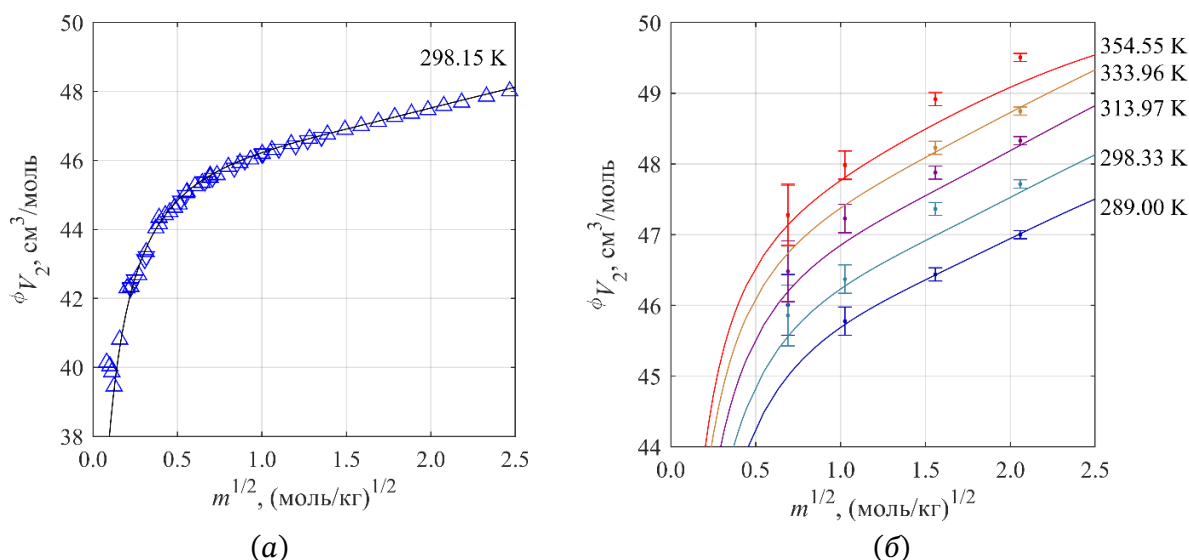 50
48
46
44
42
40
38
298.15 K
ᵠV₂, см³/моль
0.0 0.5 1.0 1.5 2.0 2.5
m^1/2, (моль/кг)^1/2
(а)
50
49
48
47
46
45
44
354.55 K
333.96 K
313.97 K
298.33 K
289.00 K
ᵠV₂, см³/моль
0.0 0.5 1.0 1.5 2.0 2.5
m^1/2, (моль/кг)^1/2
(б)